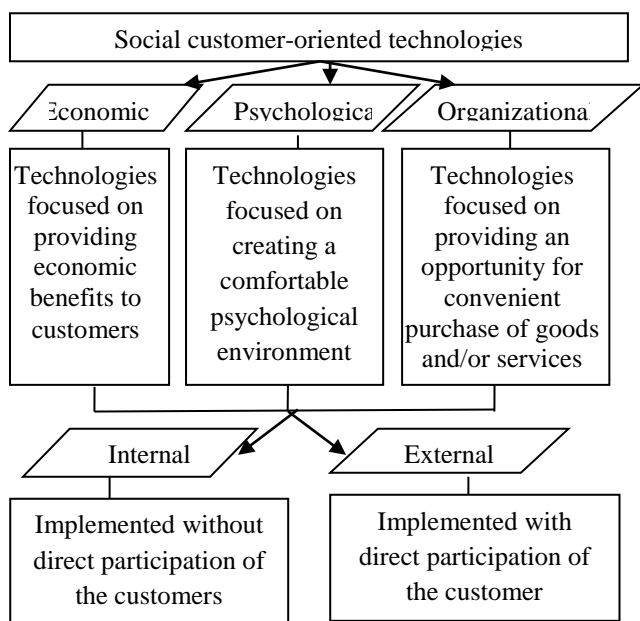 Social customer-oriented technologies
Economic
Psychologica
Organizational
Technologies
focused on
providing
economic
benefits to
customers
Technologies
focused on
creating a
comfortable
psychological
environment
Technologies
focused on
providing an
opportunity for
convenient
purchase of goods
and/or services
Internal
External
Implemented without
direct participation of
the customers
Implemented with
direct participation of
the customer